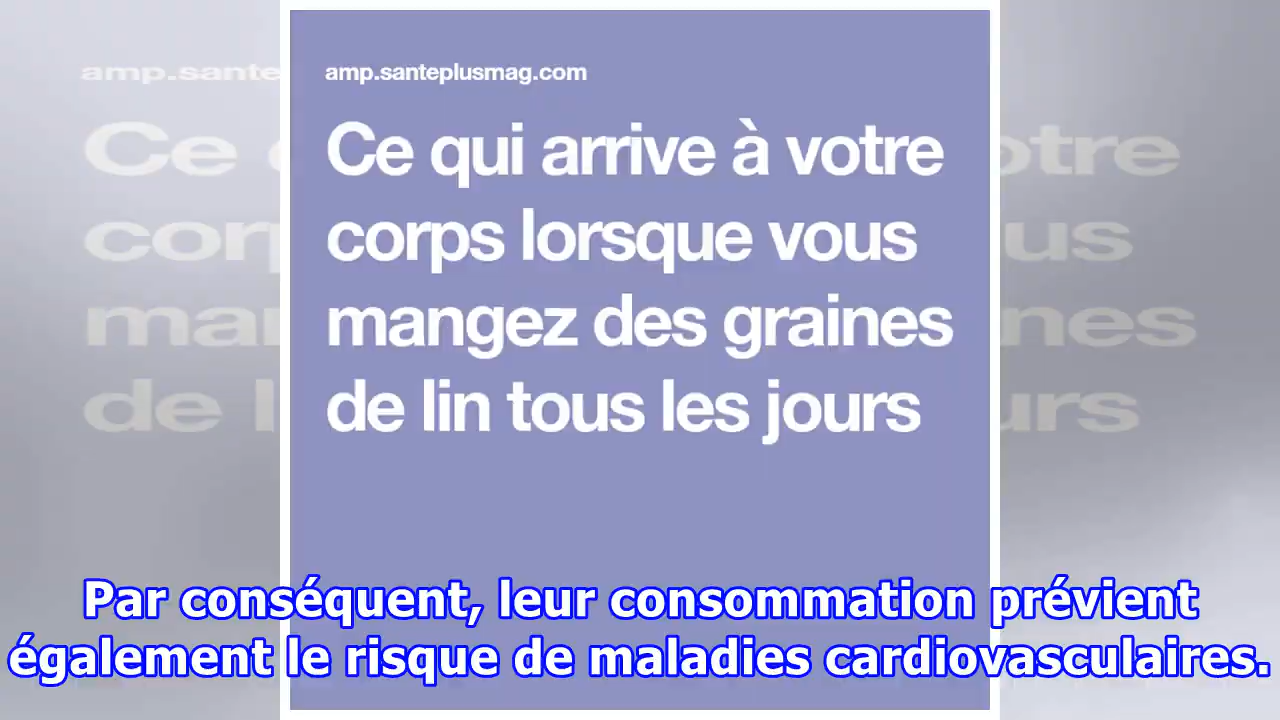 amp.santeplusmag.com
Ce qui arrive à votre
corps lorsque vous
mangez des graines
de lin tous les jours
Par conséquent, leur consommation prévient
également le risque de maladies cardiovasculaires.